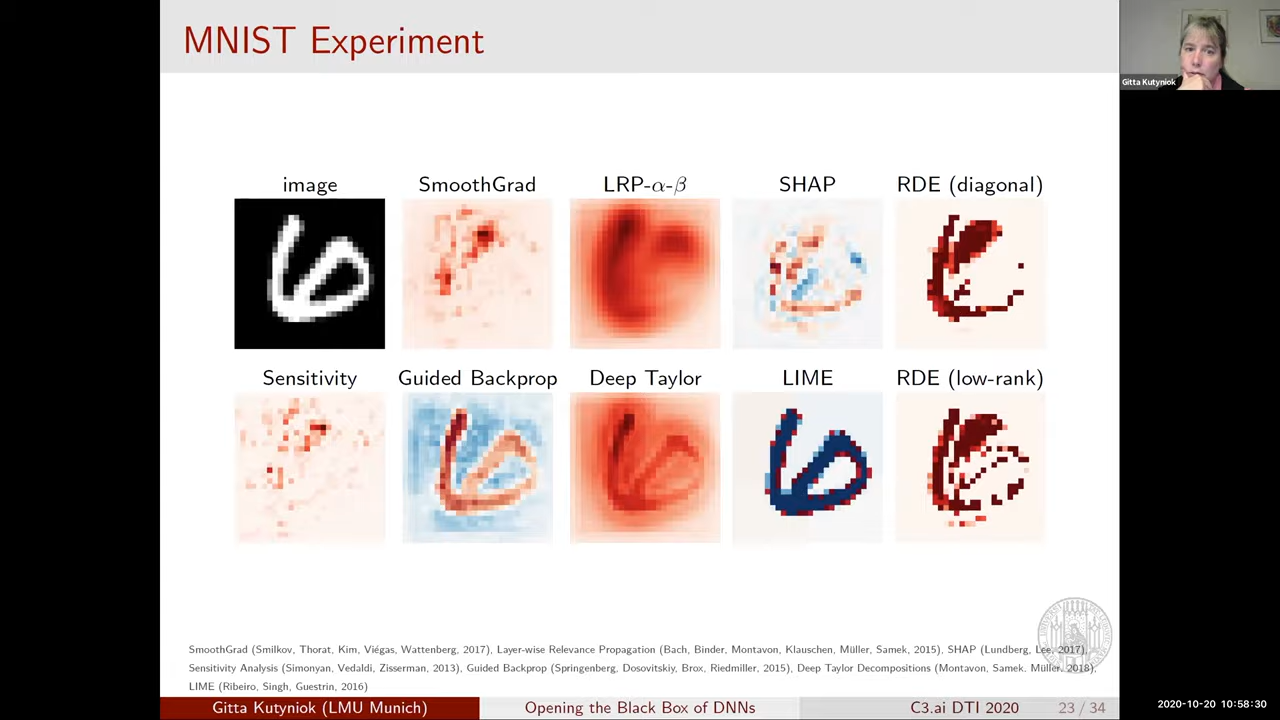 MNIST Experiment
Gitta Kutyniok
image SmoothGrad LRP-α-β SHAP RDE (diagonal)
Sensitivity Guided Backprop Deep Taylor LIME RDE (low-rank)
SmoothGrad (Smilkov, Thorat, Kim, Viégas, Wattenberg, 2017), Layer-wise Relevance Propagation (Bach, Binder, Montavon, Klauschen, Müller, Samek, 2015), SHAP (Lundberg, Lee, 2017),
Sensitivity Analysis (Simonyan, Vedaldi, Zisserman, 2013), Guided Backprop (Springenberg, Dosovitskiy, Brox, Riedmiller, 2015), Deep Taylor Decompositions (Montavon, Samek, Müller, 2018),
LIME (Ribeiro, Singh, Guestrin, 2016)
Gitta Kutyniok (LMU Munich) Opening the Black Box of DNNs C3.ai DTI 2020 23 / 34
2020-10-20 10:58:30